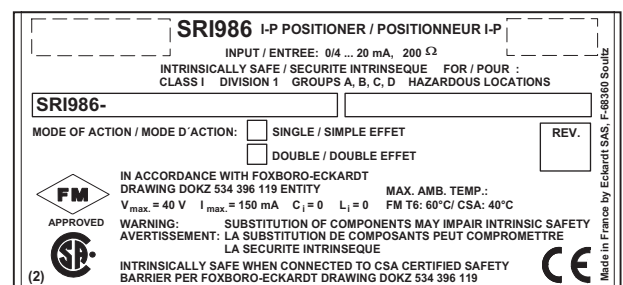 SRI986 I-P POSITIONER / POSITIONNEUR I-P
INPUT / ENTREE: 0/4 ... 20 mA, 200 Ω
INTRINSICALLY SAFE / SECURITE INTRINSEQUE FOR / POUR :
CLASS I DIVISION 1 GROUPS A, B, C, D HAZARDOUS LOCATIONS
SRI986-
MODE OF ACTION / MODE D´ACTION: SINGLE / SIMPLE EFFET
DOUBLE / DOUBLE EFFET
REV.
FM
APPROVED
IN ACCORDANCE WITH FOXBORO-ECKARDT
DRAWING DOKZ 534 396 119 ENTITY
V max. = 40 V I max. = 150 mA C i = 0 L i = 0
MAX. AMB. TEMP.:
FM T6: 60°C/ CSA: 40°C
WARNING: SUBSTITUTION OF COMPONENTS MAY IMPAIR INTRINSIC SAFETY
AVERTISSEMENT: LA SUBSTITUTION DE COMPOSANTS PEUT COMPROMETTRE
LA SECURITE INTRINSEQUE
INTRINSICALLY SAFE WHEN CONNECTED TO CSA CERTIFIED SAFETY
BARRIER PER FOXBORO-ECKARDT DRAWING DOKZ 534 396 119
(2)
SA
CE
Made in France by Eckardt SAS, F-68360 Soultz